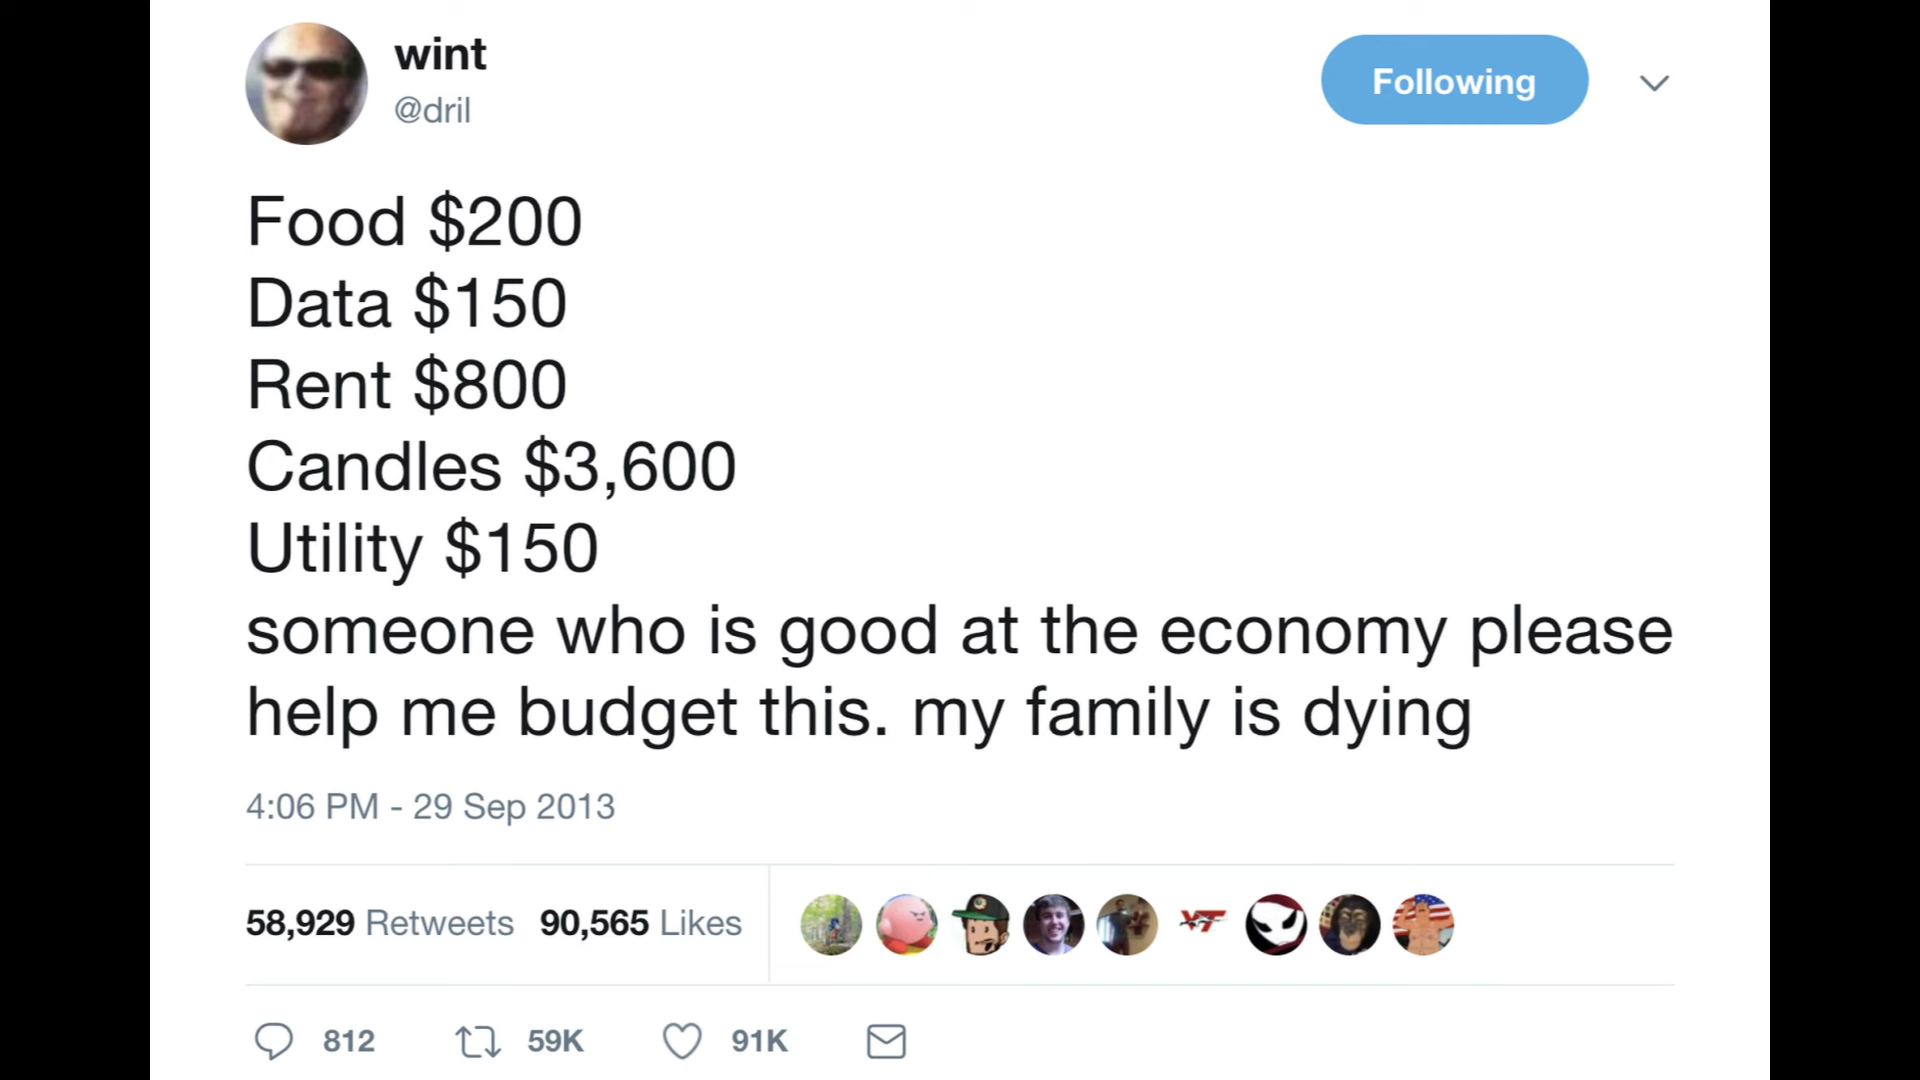 wint
@dril
Following
Food $200
Data $150
Rent $800
Candles $3,600
Utility $150
someone who is good at the economy please
help me budget this. my family is dying
4:06 PM - 29 Sep 2013
58,929 Retweets 90,565 Likes
VT
812 59K 91K